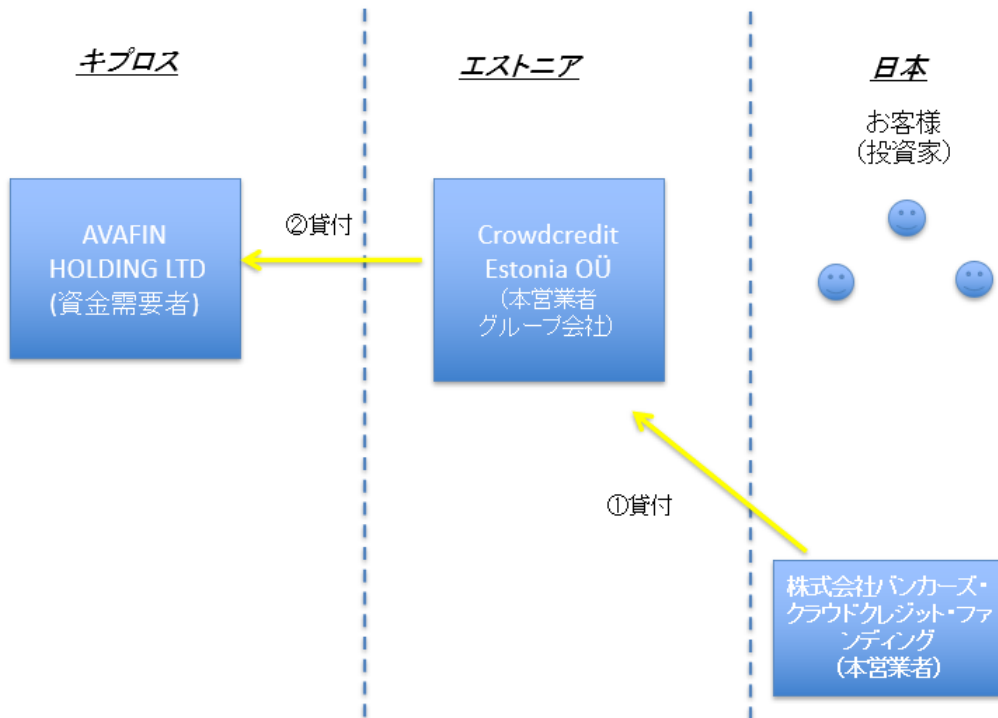 キプロス
エストニア
日本
お客様
(投資家)
AVAFIN
HOLDING LTD
(資金需要者)
②貸付
Crowdcredit
Estonia OÜ
(本営業者
グループ会社)
①貸付
株式会社バンカーズ・
クラウドクレジット・ファ
ンディング
(本営業者)